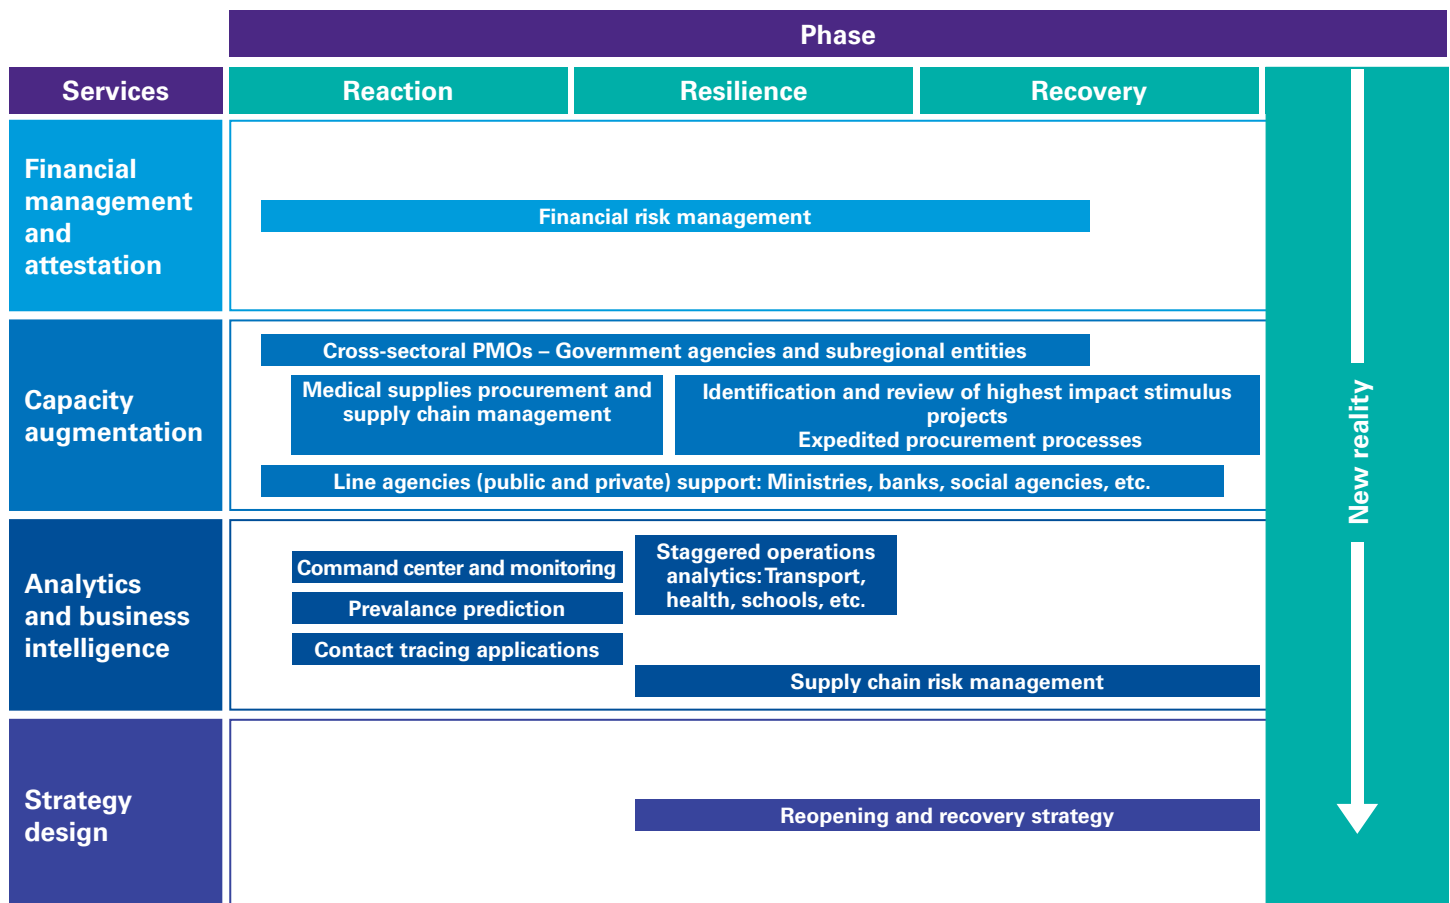 Phase
Services
Reaction
Resilience
Recovery
Financial
management
and
attestation
Financial risk management
Capacity
augmentation
Cross-sectoral PMOs – Government agencies and subregional entities
Medical supplies procurement and
supply chain management
Identification and review of highest impact stimulus
projects
Expedited procurement processes
Line agencies (public and private) support: Ministries, banks, social agencies, etc.
Analytics
and business
intelligence
Command center and monitoring
Prevalance prediction
Contact tracing applications
Staggered operations
analytics: Transport,
health, schools, etc.
Supply chain risk management
Strategy
design
Reopening and recovery strategy
New reality